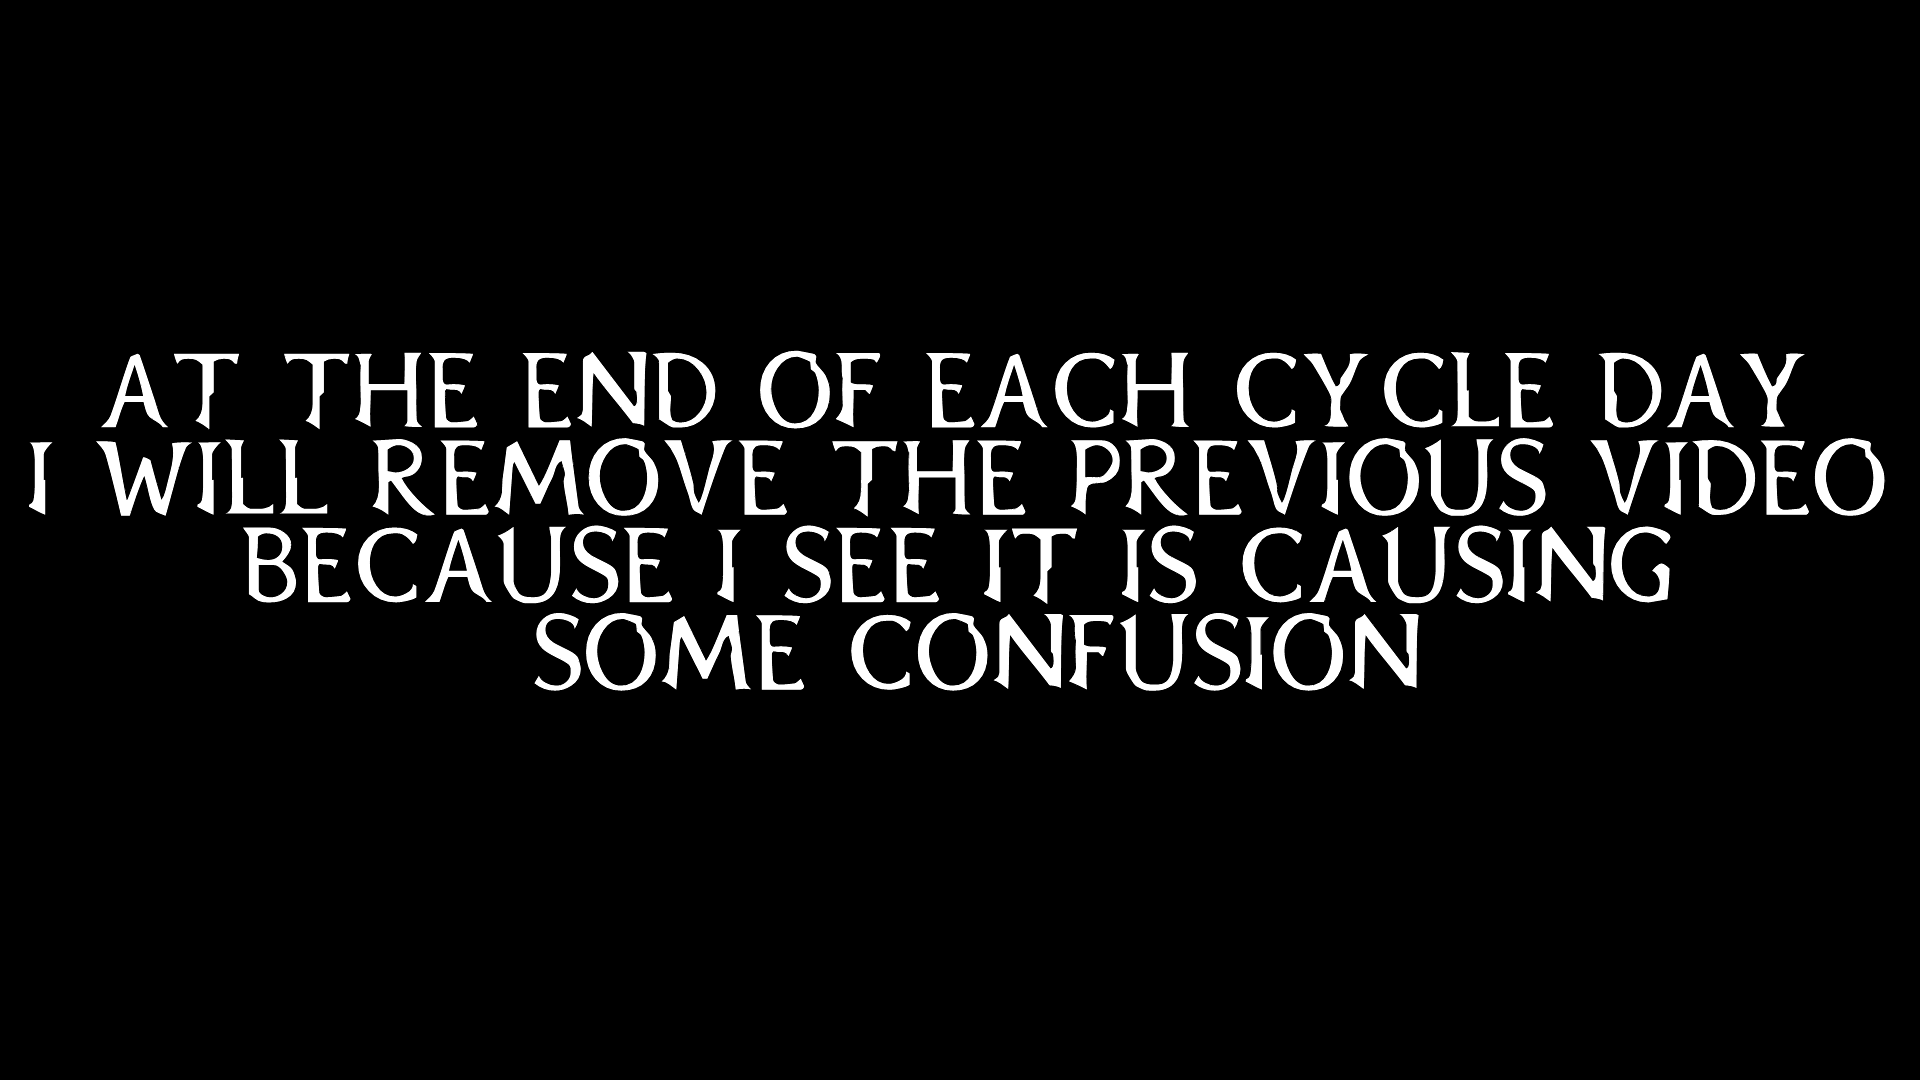 AT THE END OF EACH CYCLE DAY
I WILL REMOVE THE PREVIOUS VIDEO
BECAUSE I SEE IT IS CAUSING
SOME CONFUSION